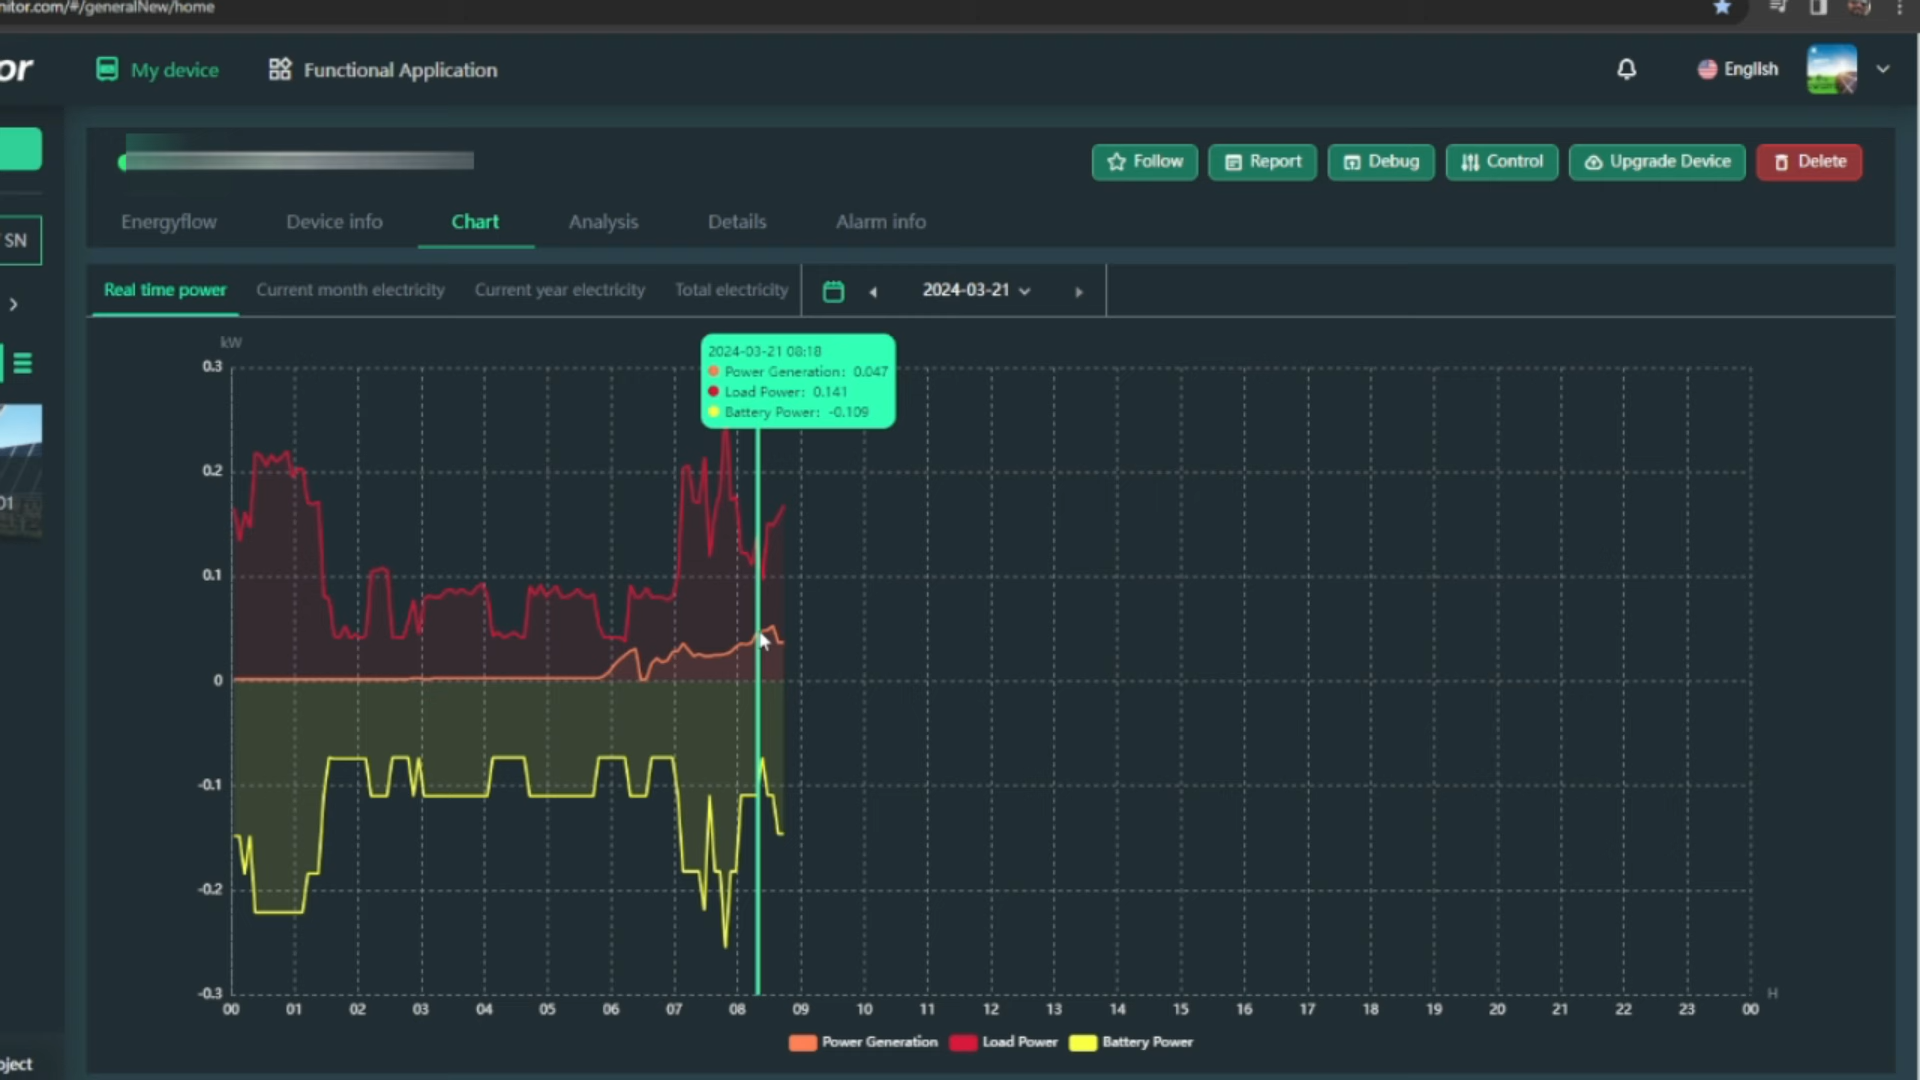 nitor.com/#/generalNew/home
or
My device
Functional Application
English
Follow
Report
Debug
Control
Upgrade Device
Delete
SN
Energyflow
Device info
Chart
Analysis
Details
Alarm info
Real time power
Current month electricity
Current year electricity
Total electricity
2024-03-21
kW
2024-03-21 08:18
Power Generation: 0.047
Load Power: 0.141
Battery Power: -0.109
0.3
0.2
0.1
0
-0.1
-0.2
-0.3
01
00 01 02 03 04 05 06 07 08 09 10 11 12 13 14 15 16 17 18 19 20 21 22 23 00
H
Power Generation
Load Power
Battery Power
oject